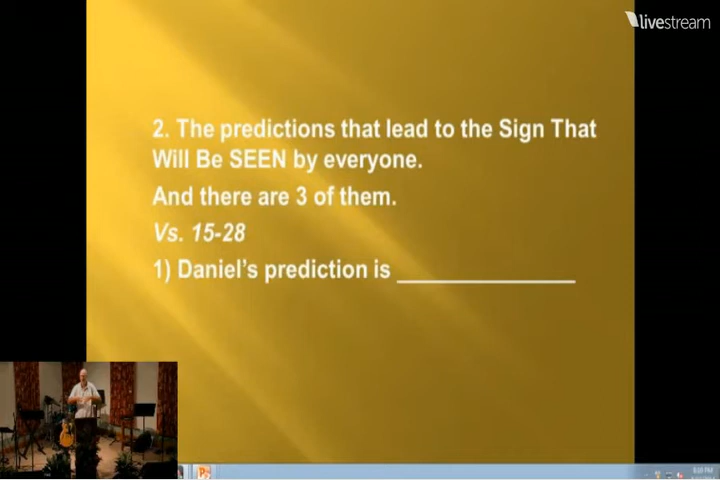 livestream
2. The predictions that lead to the Sign That
Will Be SEEN by everyone.
And there are 3 of them.
Vs. 15-28
1) Daniel's prediction is _______________